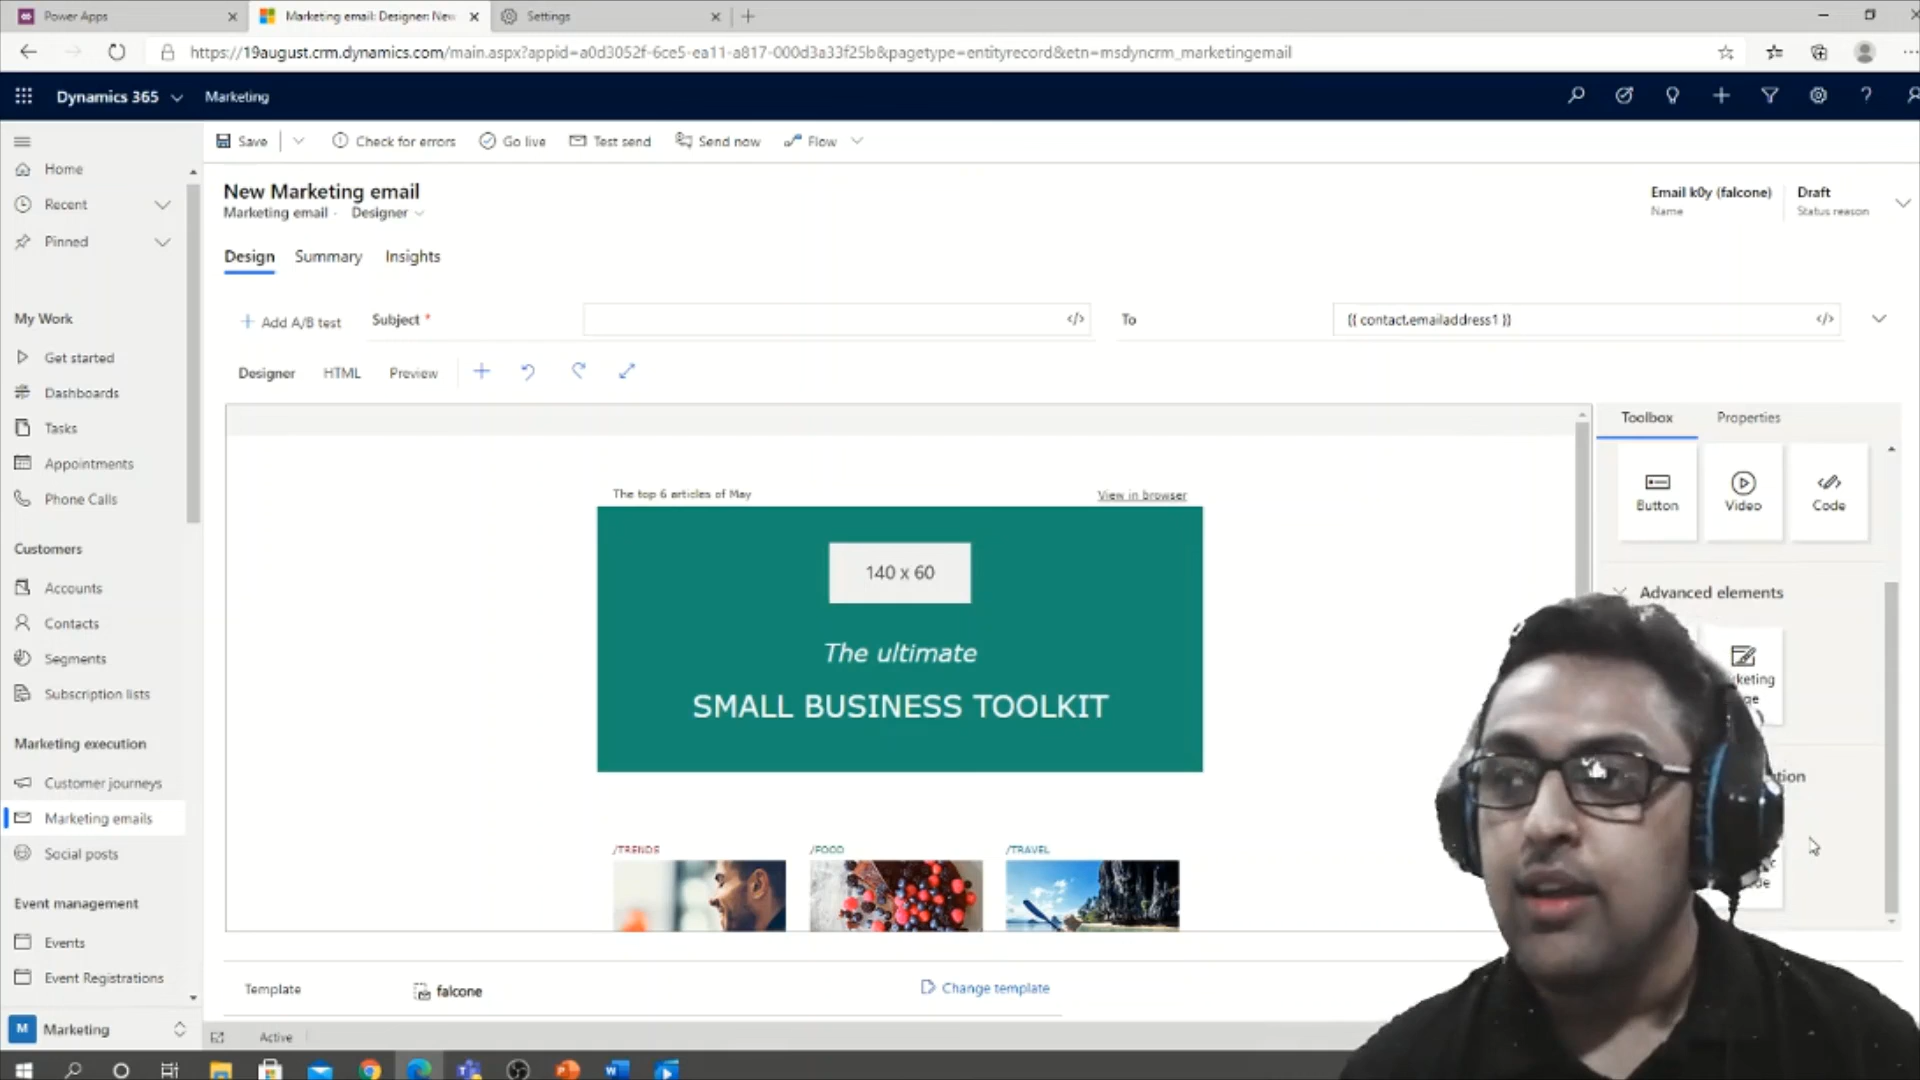 Power Apps
Marketing email: Designer: New
Settings
https://19august.crm.dynamics.com/main.aspx?appid=a0d3052f-6ce5-ea11-a817-000d3a33f25b&pagetype=entityrecord&etn=msdyncrm_marketingemail
Dynamics 365
Marketing
Save
Check for errors
Go live
Test send
Send now
Flow
Home
Recent
Pinned
My Work
Get started
Dashboards
Tasks
Appointments
Phone Calls
Customers
Accounts
Contacts
Segments
Subscription lists
Marketing execution
Customer journeys
Marketing emails
Social posts
Event management
Events
Event Registrations
M Marketing
New Marketing email
Marketing email · Designer
Email k0y (falcone)
Name
Draft
Status reason
Design Summary Insights
Add A/B test
Subject *
</>
To
{{ contact.emailaddress1 }}
</>
Designer HTML Preview
The top 6 articles of May
View in browser
140 x 60
The ultimate
SMALL BUSINESS TOOLKIT
/TRENDS
/FOOD
/TRAVEL
Toolbox
Properties
Button
Video
Code
Advanced elements
Template
falcone
Change template
Active